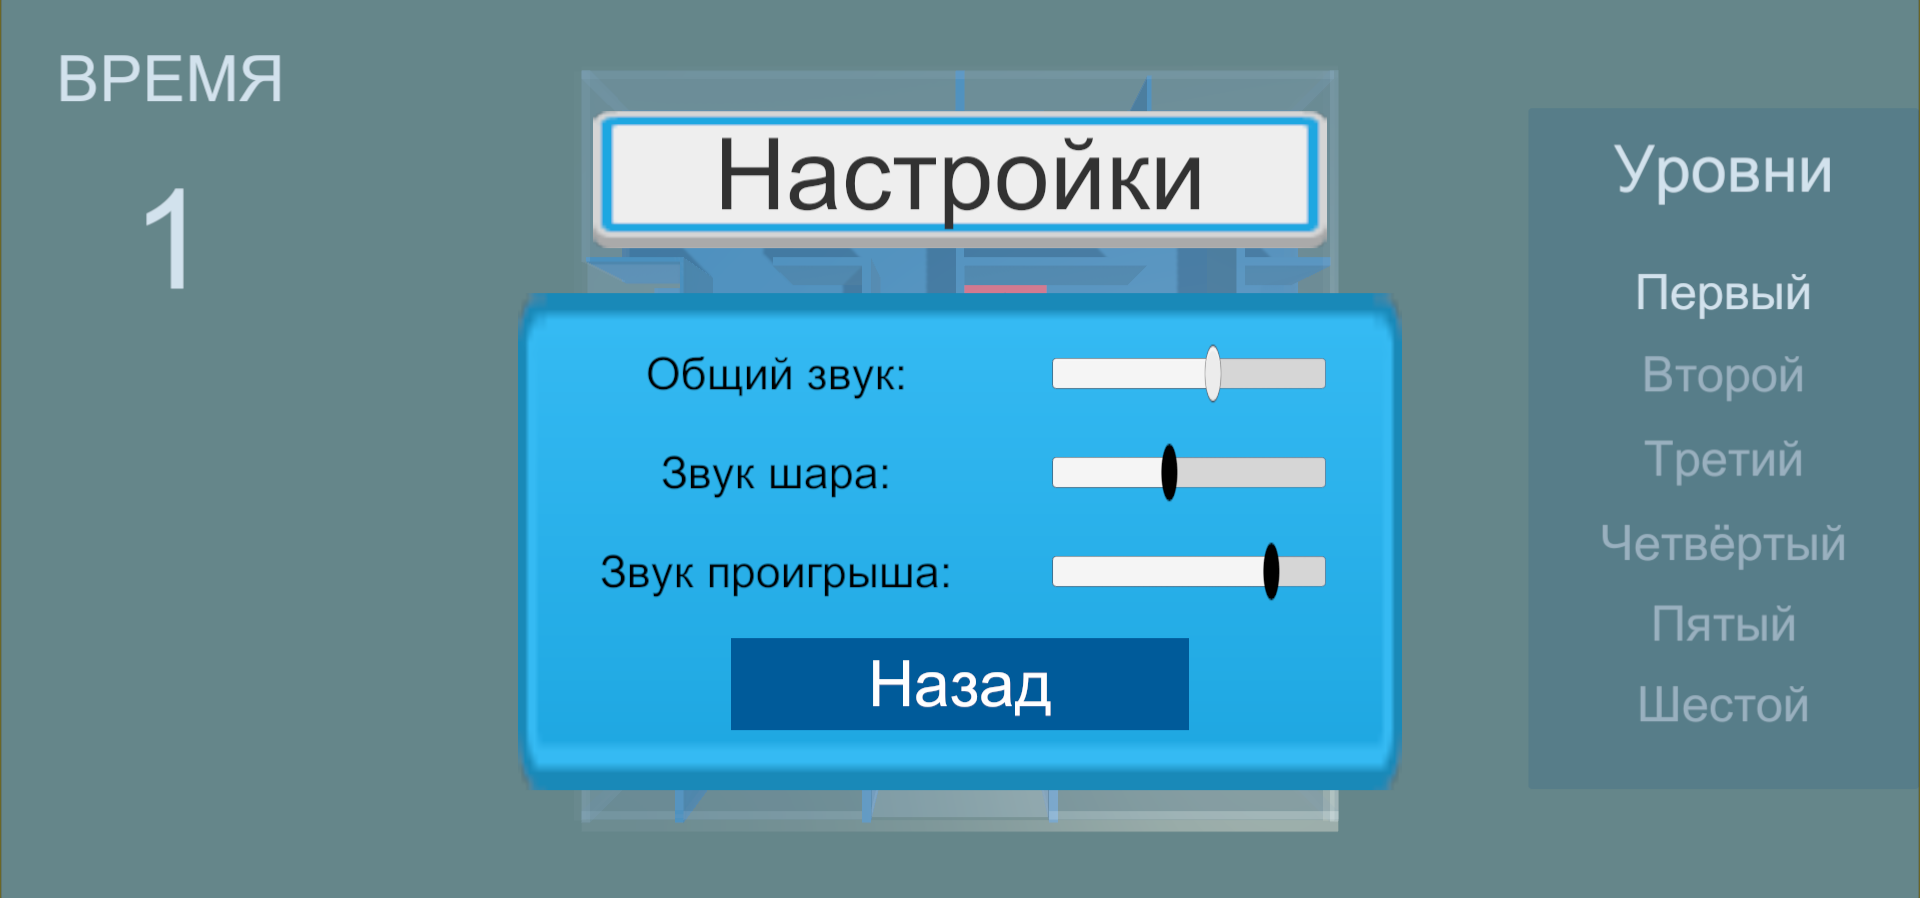 ВРЕМЯ
1
Настройки
Общий звук:
Звук шара:
Звук проигрыша:
Назад
Уровни
Первый
Второй
Третий
Четвёртый
Пятый
Шестой